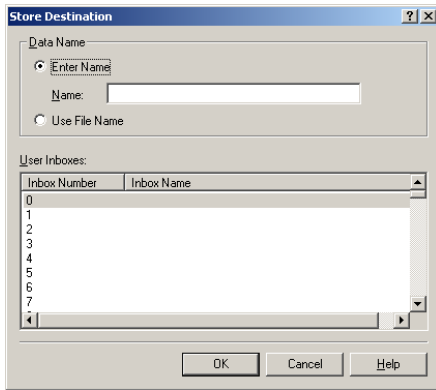 Store Destination
Data Name
Enter Name
Name:
Use File Name
User Inboxes:
Inbox Number Inbox Name
0
1
2
3
4
5
6
7
OK Cancel Help